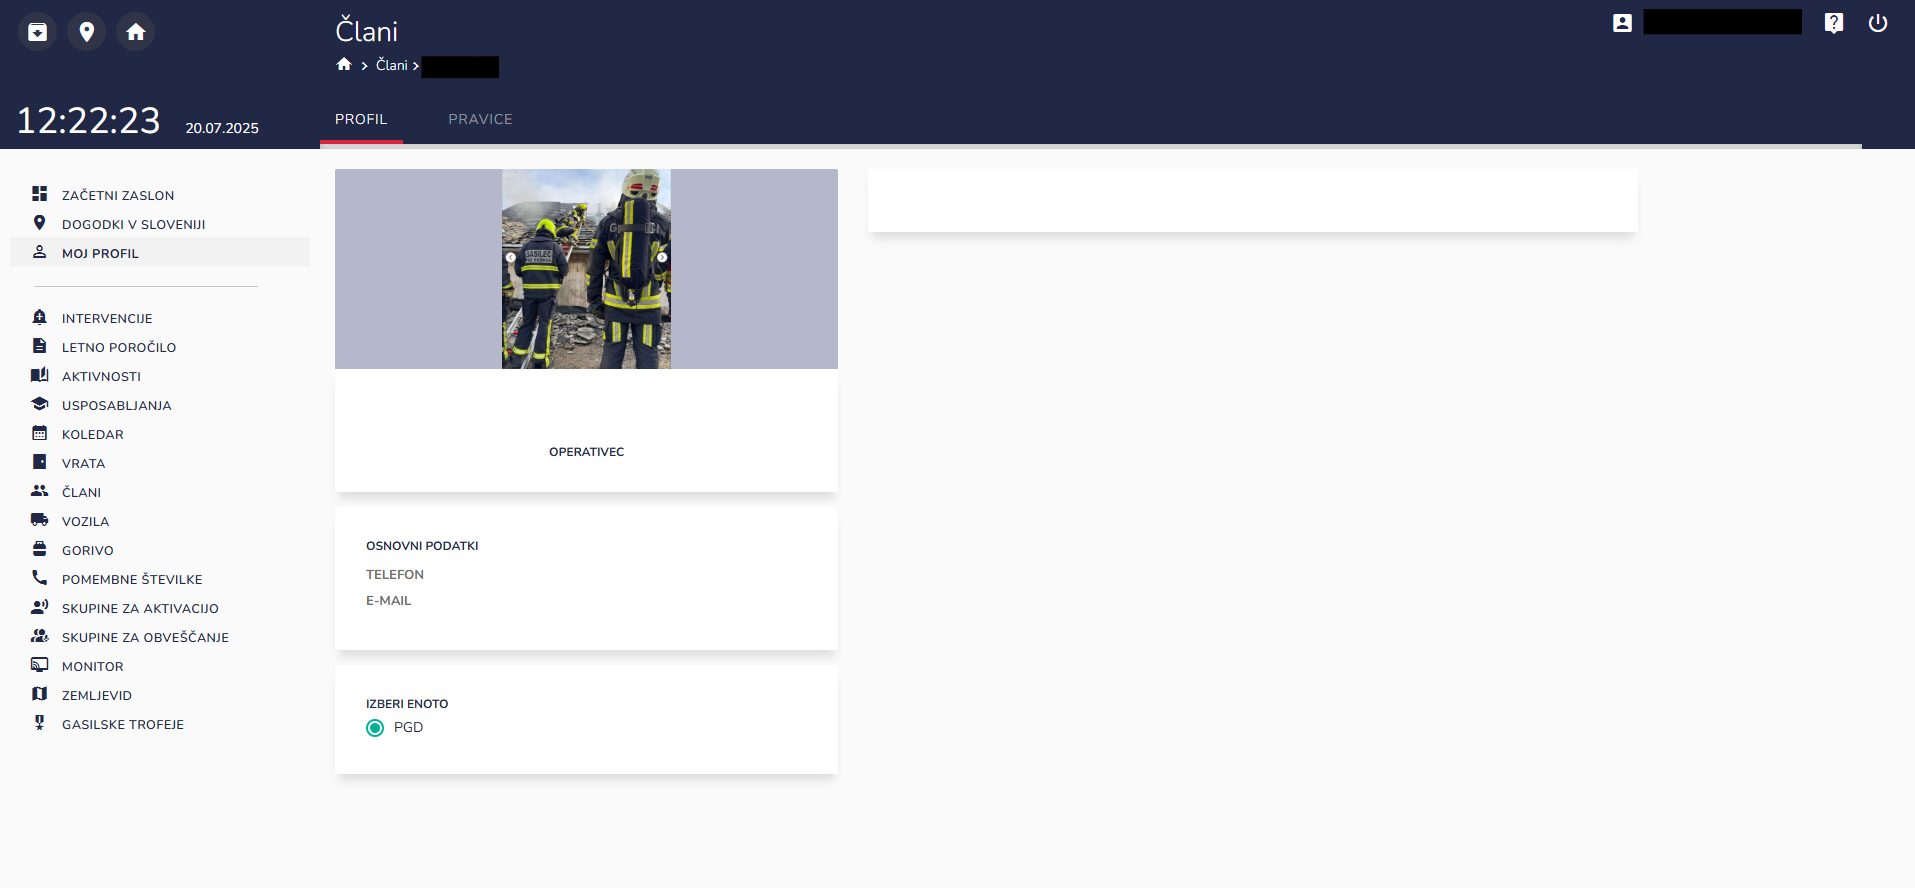 Člani
Člani
12:22:23 20.07.2025
PROFIL PRAVICE
ZAČETNI ZASLON
DOGODKI V SLOVENIJI
MOJ PROFIL
INTERVENCIJE
LETNO POROČILO
AKTIVNOSTI
USPOSABLJANJA
KOLEDAR
VRATA
ČLANI
VOZILA
GORIVO
POMEMBNE ŠTEVILKE
SKUPINE ZA AKTIVACIJO
SKUPINE ZA OBVEŠČANJE
MONITOR
ZEMLJEVID
GASILSKE TROFEJE
GASILEC
OPERATIVEC
OSNOVNI PODATKI
TELEFON
E-MAIL
IZBERI ENOTO
PGD